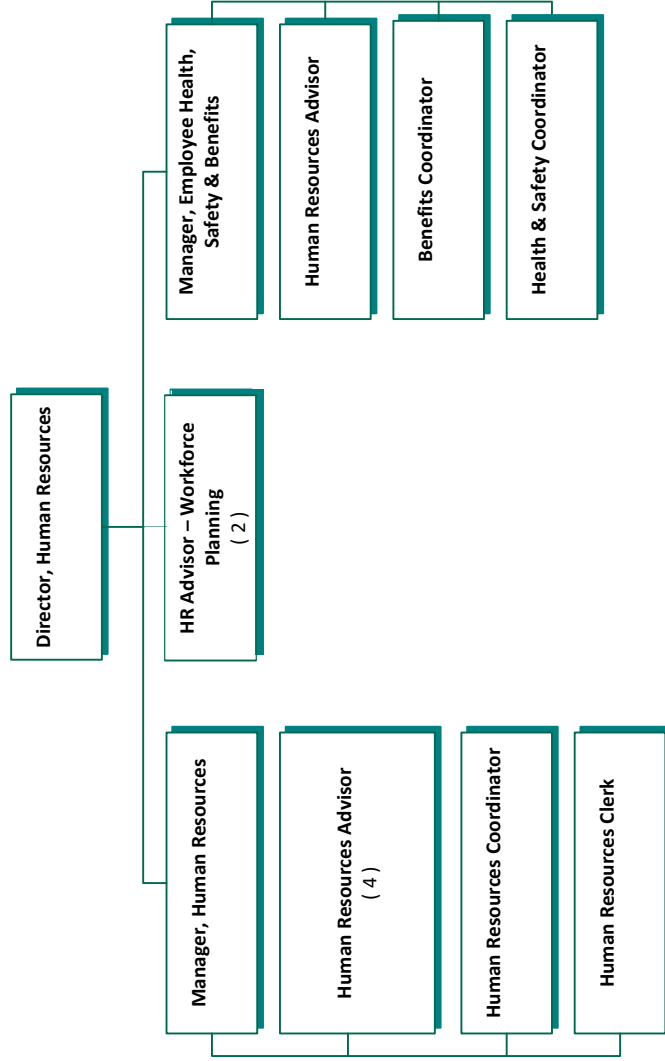 Director, Human Resources
Manager, Human Resources
Human Resources Advisor
( 4 )
Human Resources Coordinator
Human Resources Clerk
HR Advisor – Workforce
Planning
( 2 )
Manager, Employee Health,
Safety & Benefits
Human Resources Advisor
Benefits Coordinator
Health & Safety Coordinator